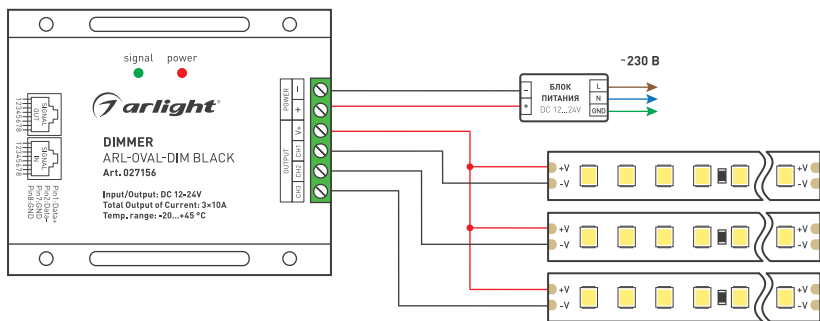 signal power
~230 В
POWER
−
+
OUTPUT
V+
CH1
CH2
CH3
−
+
БЛОК
ПИТАНИЯ
DC 12...24V
L
N
GND
SIGNAL
OUT
12345678
SIGNAL
IN
12345678
arlight®
DIMMER
ARL-OVAL-DIM BLACK
Art. 027156
Input/Output: DC 12-24V
Total Output of Current: 3×10A
Temp. range: -20...+45 °C
Pin1:Data+
Pin2:Data-
Pin7:GND
Pin8:GND
+V
-V
+V
-V
+V
-V
+V
-V
+V
-V
+V
-V